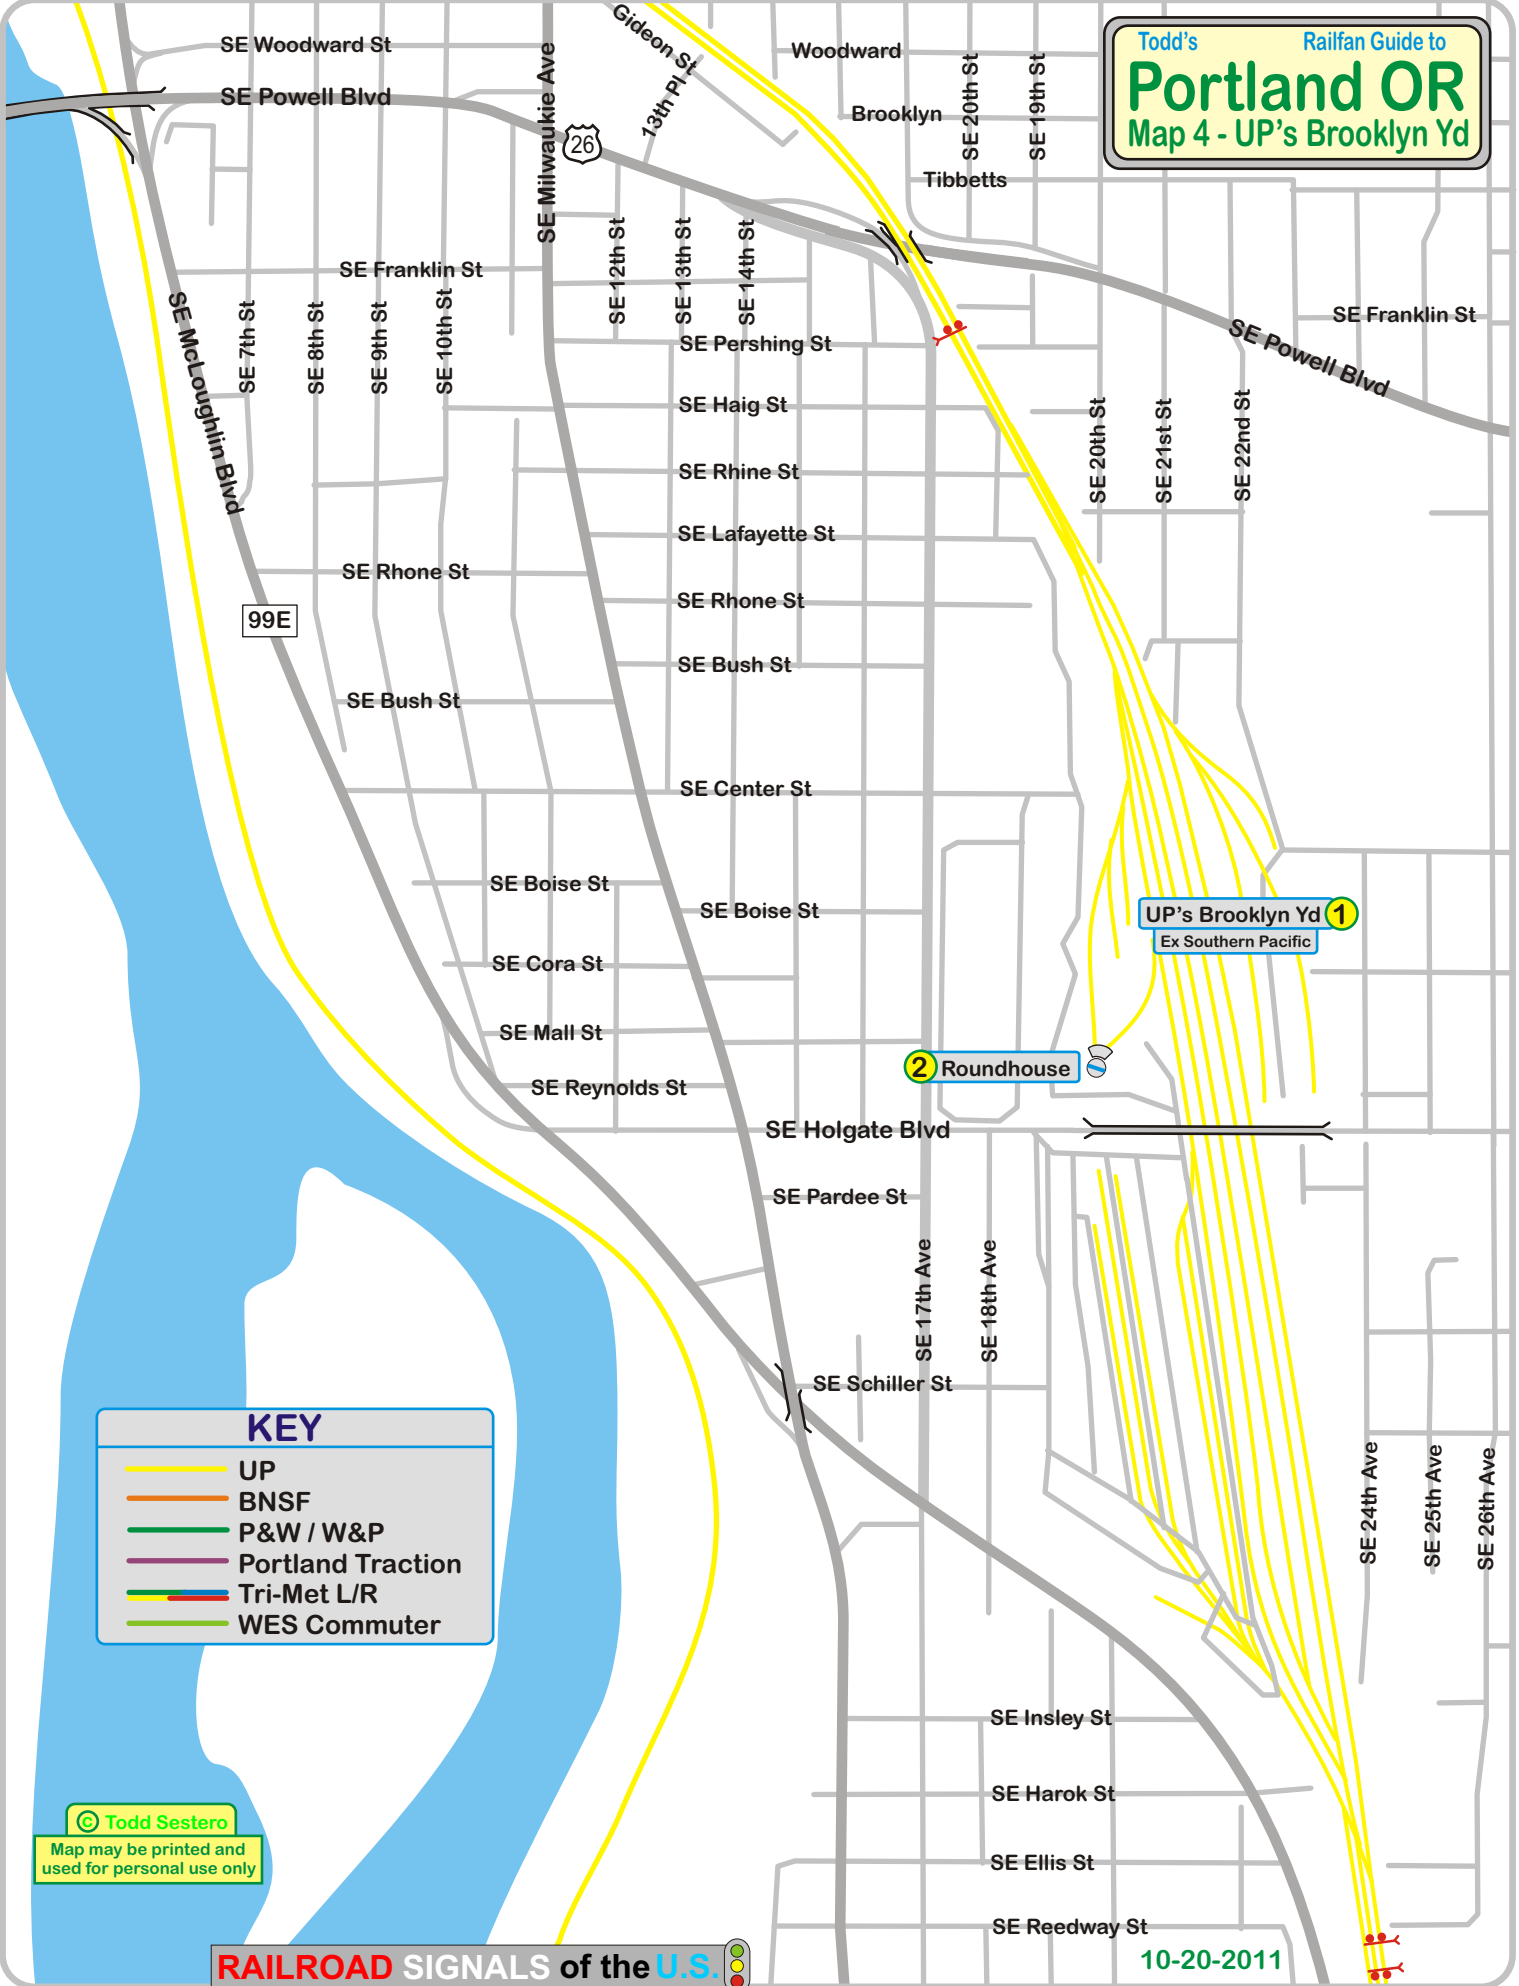 Todd's Railfan Guide to
Portland OR
Map 4 - UP's Brooklyn Yd
SE Woodward St
SE Powell Blvd
SE Milwaukie Ave
Gideon St
13th Pl
26
Woodward
Brooklyn
SE 20th St
SE 19th St
Tibbetts
SE Franklin St
SE 12th St
SE 13th St
SE 14th St
SE McLoughlin Blvd
SE 7th St
SE 8th St
SE 9th St
SE 10th St
SE Pershing St
SE Franklin St
SE Powell Blvd
SE Haig St
SE Rhine St
SE 20th St
SE 21st St
SE 22nd St
SE Lafayette St
SE Rhone St
SE Rhone St
99E
SE Bush St
SE Bush St
SE Center St
SE Boise St
SE Boise St
UP's Brooklyn Yd 1
Ex Southern Pacific
SE Cora St
SE Mall St
2 Roundhouse
SE Reynolds St
SE Holgate Blvd
SE Pardee St
SE 17th Ave
SE 18th Ave
SE Schiller St
SE 24th Ave
SE 25th Ave
SE 26th Ave
KEY
UP
BNSF
P&W / W&P
Portland Traction
Tri-Met L/R
WES Commuter
SE Insley St
SE Harok St
SE Ellis St
SE Reedway St
© Todd Sestero
Map may be printed and
used for personal use only
RAILROAD SIGNALS of the U.S.
10-20-2011